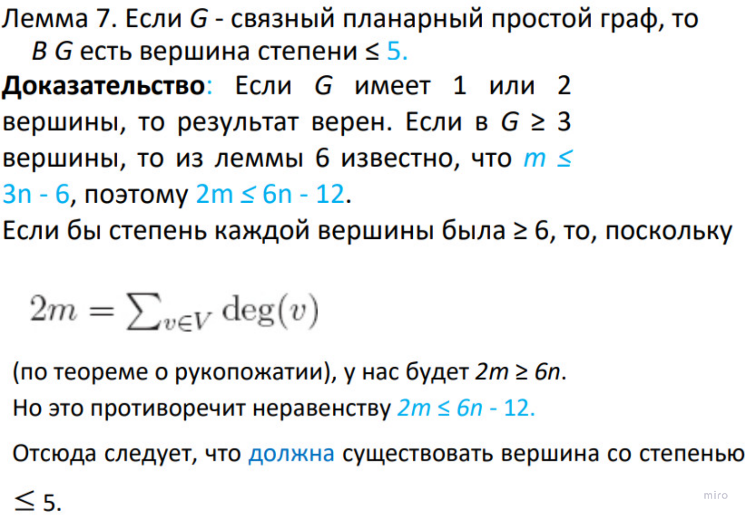 Лемма 7. Если G - связный планарный простой граф, то
В G есть вершина степени ≤ 5.
Доказательство: Если G имеет 1 или 2
вершины, то результат верен. Если в G ≥ 3
вершины, то из леммы 6 известно, что m ≤
3n - 6, поэтому 2m ≤ 6n - 12.
Если бы степень каждой вершины была ≥ 6, то, поскольку
2m = ∑v∈V deg(v)
(по теореме о рукопожатии), у нас будет 2m ≥ 6n.
Но это противоречит неравенству 2m ≤ 6n - 12.
Отсюда следует, что должна существовать вершина со степенью
≤ 5.
miro